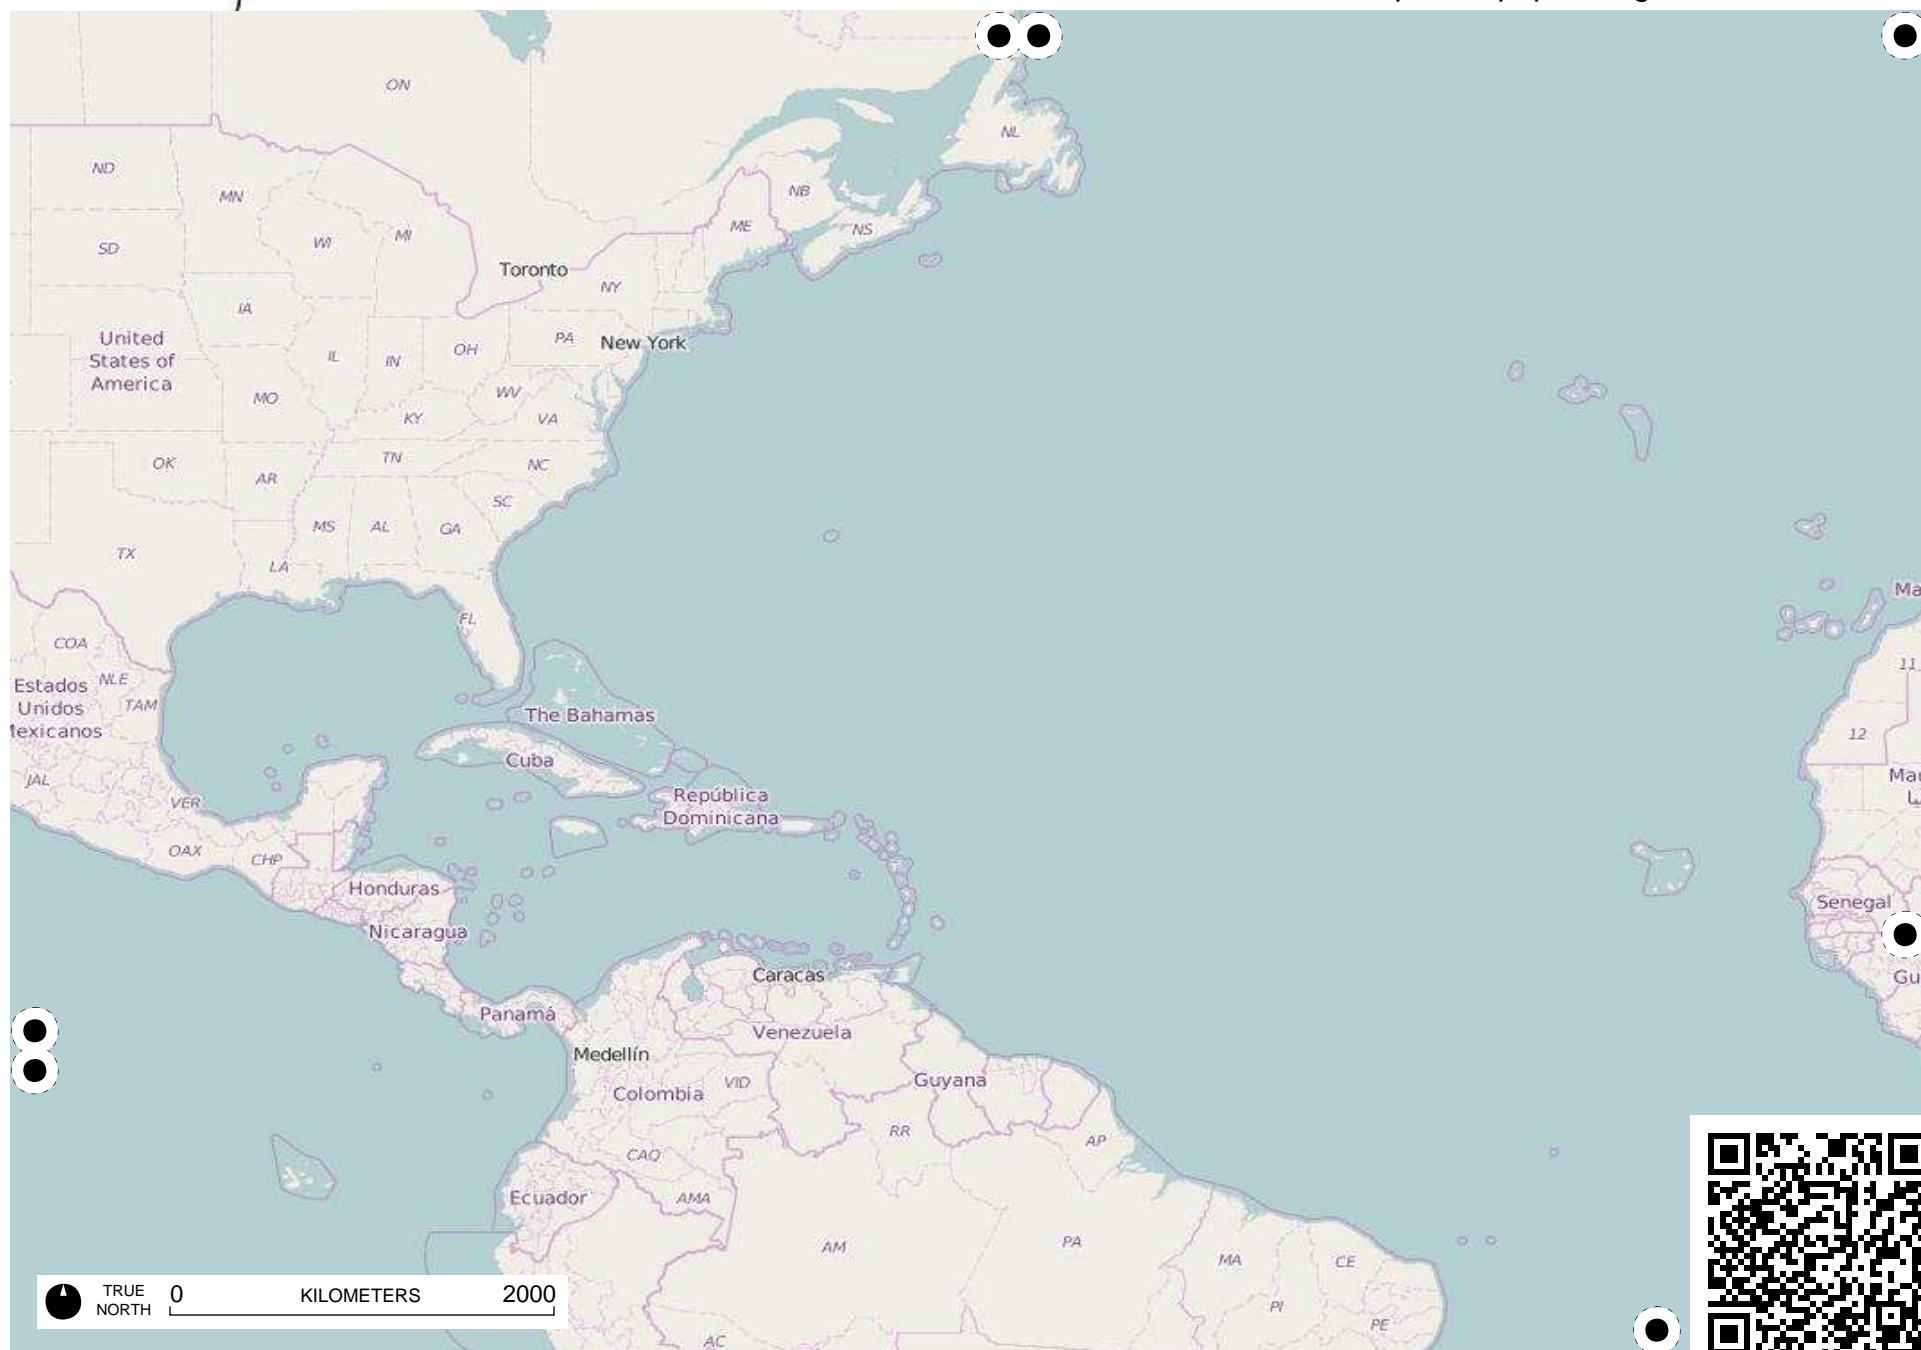 ON
NL
ND
MN
NB
ME
NS
SD
WI
MI
Toronto
NY
IA
United
States of
America
PA
New York
IL
IN
OH
MO
WV
KY
VA
OK
TN
NC
AR
SC
MS
AL
GA
TX
LA
FL
COA
NLE
Estados
Unidos
TAM
11
The Bahamas
12
Cuba
JAL
VER
República
Dominicana
OAX
CHP
Honduras
Senegal
Nicaragua
Caracas
Panamá
Venezuela
Medellín
Guyana
VID
Colombia
RR
AP
CAQ
Ecuador
AMA
AM
PA
MA
CE
PI
PE
AC
TRUE
NORTH
0 KILOMETERS 2000